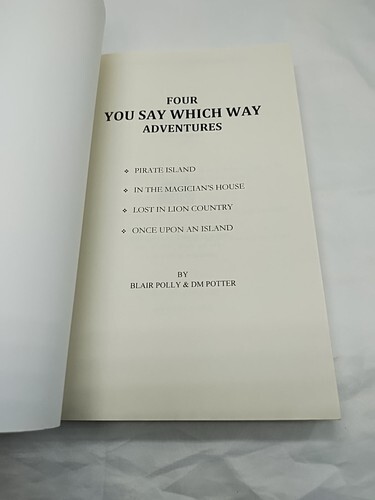 FOUR
YOU SAY WHICH WAY
ADVENTURES
❖ PIRATE ISLAND
❖ IN THE MAGICIAN'S HOUSE
❖ LOST IN LION COUNTRY
❖ ONCE UPON AN ISLAND
BY
BLAIR POLLY & DM POTTER